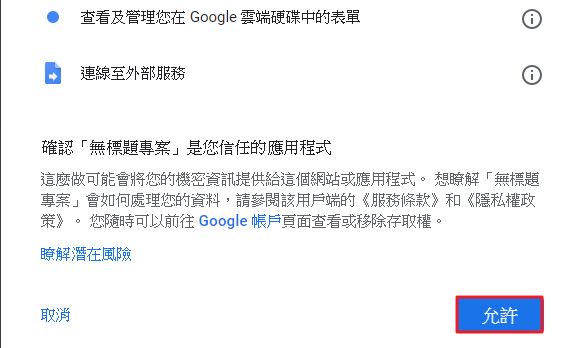 查看及管理您在 Google 雲端硬碟中的表單
連線至外部服務
確認「無標題專案」是您信任的應用程式
這麼做可能會將您的機密資訊提供給這個網站或應用程式。 想瞭解「無標題
專案」會如何處理您的資料，請參閱該用戶端的《服務條款》和《隱私權政
策》。 您隨時可以前往 Google 帳戶頁面查看或移除存取權。
瞭解潛在風險
取消
允許